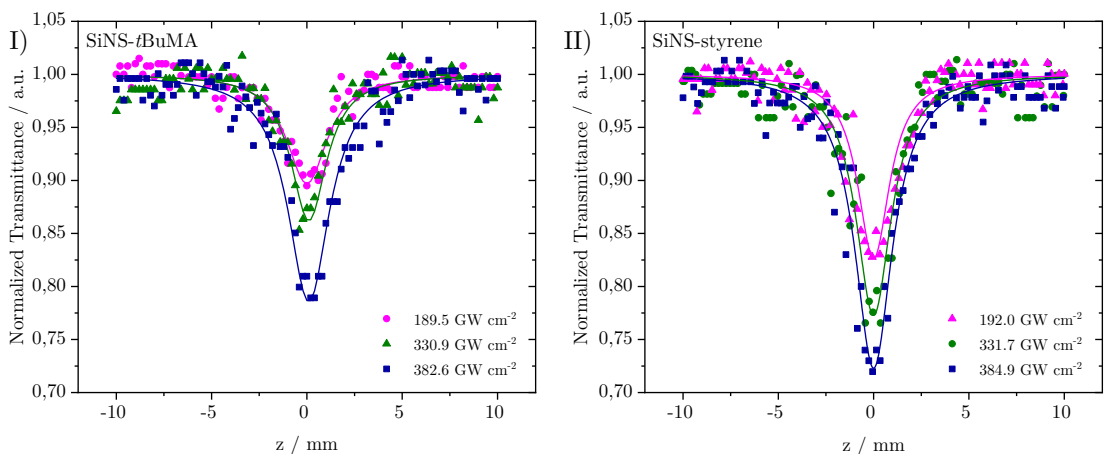 I)
SiNS-tBuMA
Normalized Transmittance / a.u.
1,05
1,00
0,95
0,90
0,85
0,80
0,75
0,70
189.5 GW cm-2
330.9 GW cm-2
382.6 GW cm-2
-10 -5 0 5 10
z / mm
II)
SiNS-styrene
Normalized Transmittance / a.u.
1,05
1,00
0,95
0,90
0,85
0,80
0,75
0,70
192.0 GW cm-2
331.7 GW cm-2
384.9 GW cm-2
-10 -5 0 5 10
z / mm